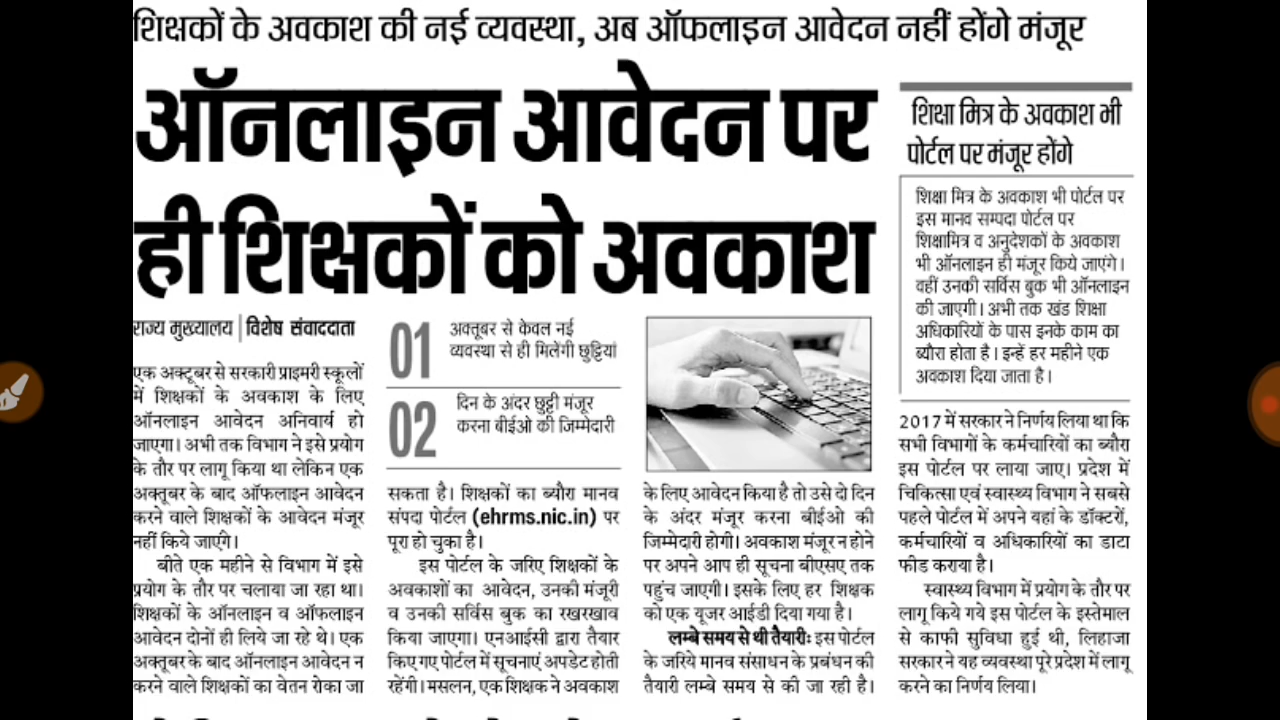 शिक्षकों के अवकाश की नई व्यवस्था, अब ऑफलाइन आवेदन नहीं होंगे मंजूर
ऑनलाइन आवेदन पर
ही शिक्षकों को अवकाश
राज्य मुख्यालय | विशेष संवाददाता
एक अक्टूबर से सरकारी प्राइमरी स्कूलों
में शिक्षकों के अवकाश के लिए
ऑनलाइन आवेदन अनिवार्य हो
जाएगा। अभी तक विभाग ने इसे प्रयोग
के तौर पर लागू किया था लेकिन एक
अक्तूबर के बाद ऑफलाइन आवेदन
करने वाले शिक्षकों के आवेदन मंजूर
नहीं किये जाएंगे।
बीते एक महीने से विभाग में इसे
प्रयोग के तौर पर चलाया जा रहा था।
शिक्षकों के ऑनलाइन व ऑफलाइन
आवेदन दोनों ही लिये जा रहे थे। एक
अक्तूबर के बाद ऑनलाइन आवेदन न
करने वाले शिक्षकों का वेतन रोका जा
01
अक्तूबर से केवल नई
व्यवस्था से ही मिलेंगी छुट्टियां
02
दिन के अंदर छुट्टी मंजूर
करना बीईओ की जिम्मेदारी
सकता है। शिक्षकों का ब्यौरा मानव
संपदा पोर्टल (ehrms.nic.in) पर
पूरा हो चुका है।
इस पोर्टल के जरिए शिक्षकों के
अवकाशों का आवेदन, उनकी मंजूरी
व उनकी सर्विस बुक का रखरखाव
किया जाएगा। एनआईसी द्वारा तैयार
किए गए पोर्टल में सूचनाएं अपडेट होती
रहेंगी। मसलन, एक शिक्षक ने अवकाश
के लिए आवेदन किया है तो उसे दो दिन
के अंदर मंजूर करना बीईओ की
जिम्मेदारी होगी। अवकाश मंजूर न होने
पर अपने आप ही सूचना बीएसए तक
पहुंच जाएगी। इसके लिए हर शिक्षक
को एक यूजर आईडी दिया गया है।
लम्बे समय से थी तैयारी: इस पोर्टल
के जरिये मानव संसाधन के प्रबंधन की
तैयारी लम्बे समय से की जा रही है।
शिक्षा मित्र के अवकाश भी
पोर्टल पर मंजूर होंगे
शिक्षा मित्र के अवकाश भी पोर्टल पर
इस मानव सम्पदा पोर्टल पर
शिक्षामित्र व अनुदेशकों के अवकाश
भी ऑनलाइन ही मंजूर किये जाएंगे।
वहीं उनकी सर्विस बुक भी ऑनलाइन
की जाएगी। अभी तक खंड शिक्षा
अधिकारियों के पास इनके काम का
ब्यौरा होता है। इन्हें हर महीने एक
अवकाश दिया जाता है।
2017 में सरकार ने निर्णय लिया था कि
सभी विभागों के कर्मचारियों का ब्यौरा
इस पोर्टल पर लाया जाए। प्रदेश में
चिकित्सा एवं स्वास्थ्य विभाग ने सबसे
पहले पोर्टल में अपने यहां के डॉक्टरों,
कर्मचारियों व अधिकारियों का डाटा
फीड कराया है।
स्वास्थ्य विभाग में प्रयोग के तौर पर
लागू किये गये इस पोर्टल के इस्तेमाल
से काफी सुविधा हुई थी, लिहाजा
सरकार ने यह व्यवस्था पूरे प्रदेश में लागू
करने का निर्णय लिया।